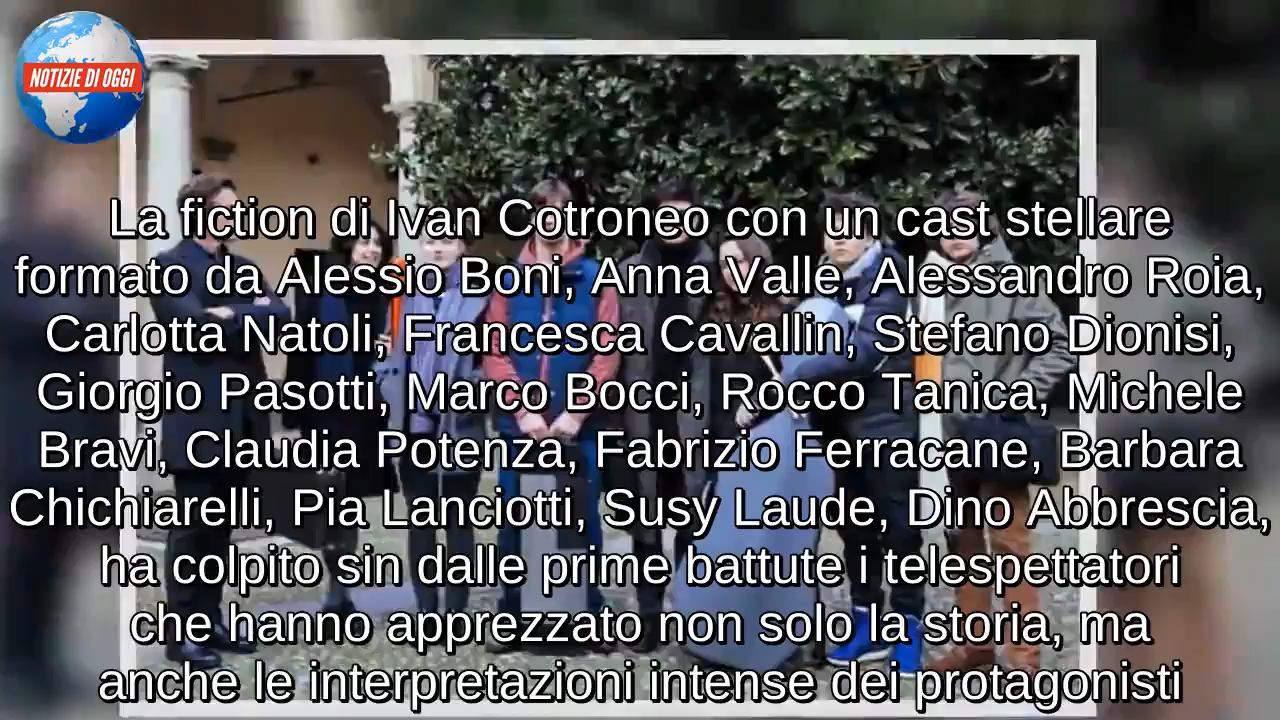 NOTIZIE DI OGGI
La fiction di Ivan Cotroneo con un cast stellare
formato da Alessio Boni, Anna Valle, Alessandro Roia,
Carlotta Natoli, Francesca Cavallin, Stefano Dionisi,
Giorgio Pasotti, Marco Bocci, Rocco Tanica, Michele
Bravi, Claudia Potenza, Fabrizio Ferracane, Barbara
Chichiarelli, Pia Lanciotti, Susy Laude, Dino Abbrescia,
ha colpito sin dalle prime battute i telespettatori
che hanno apprezzato non solo la storia, ma
anche le interpretazioni intense dei protagonisti